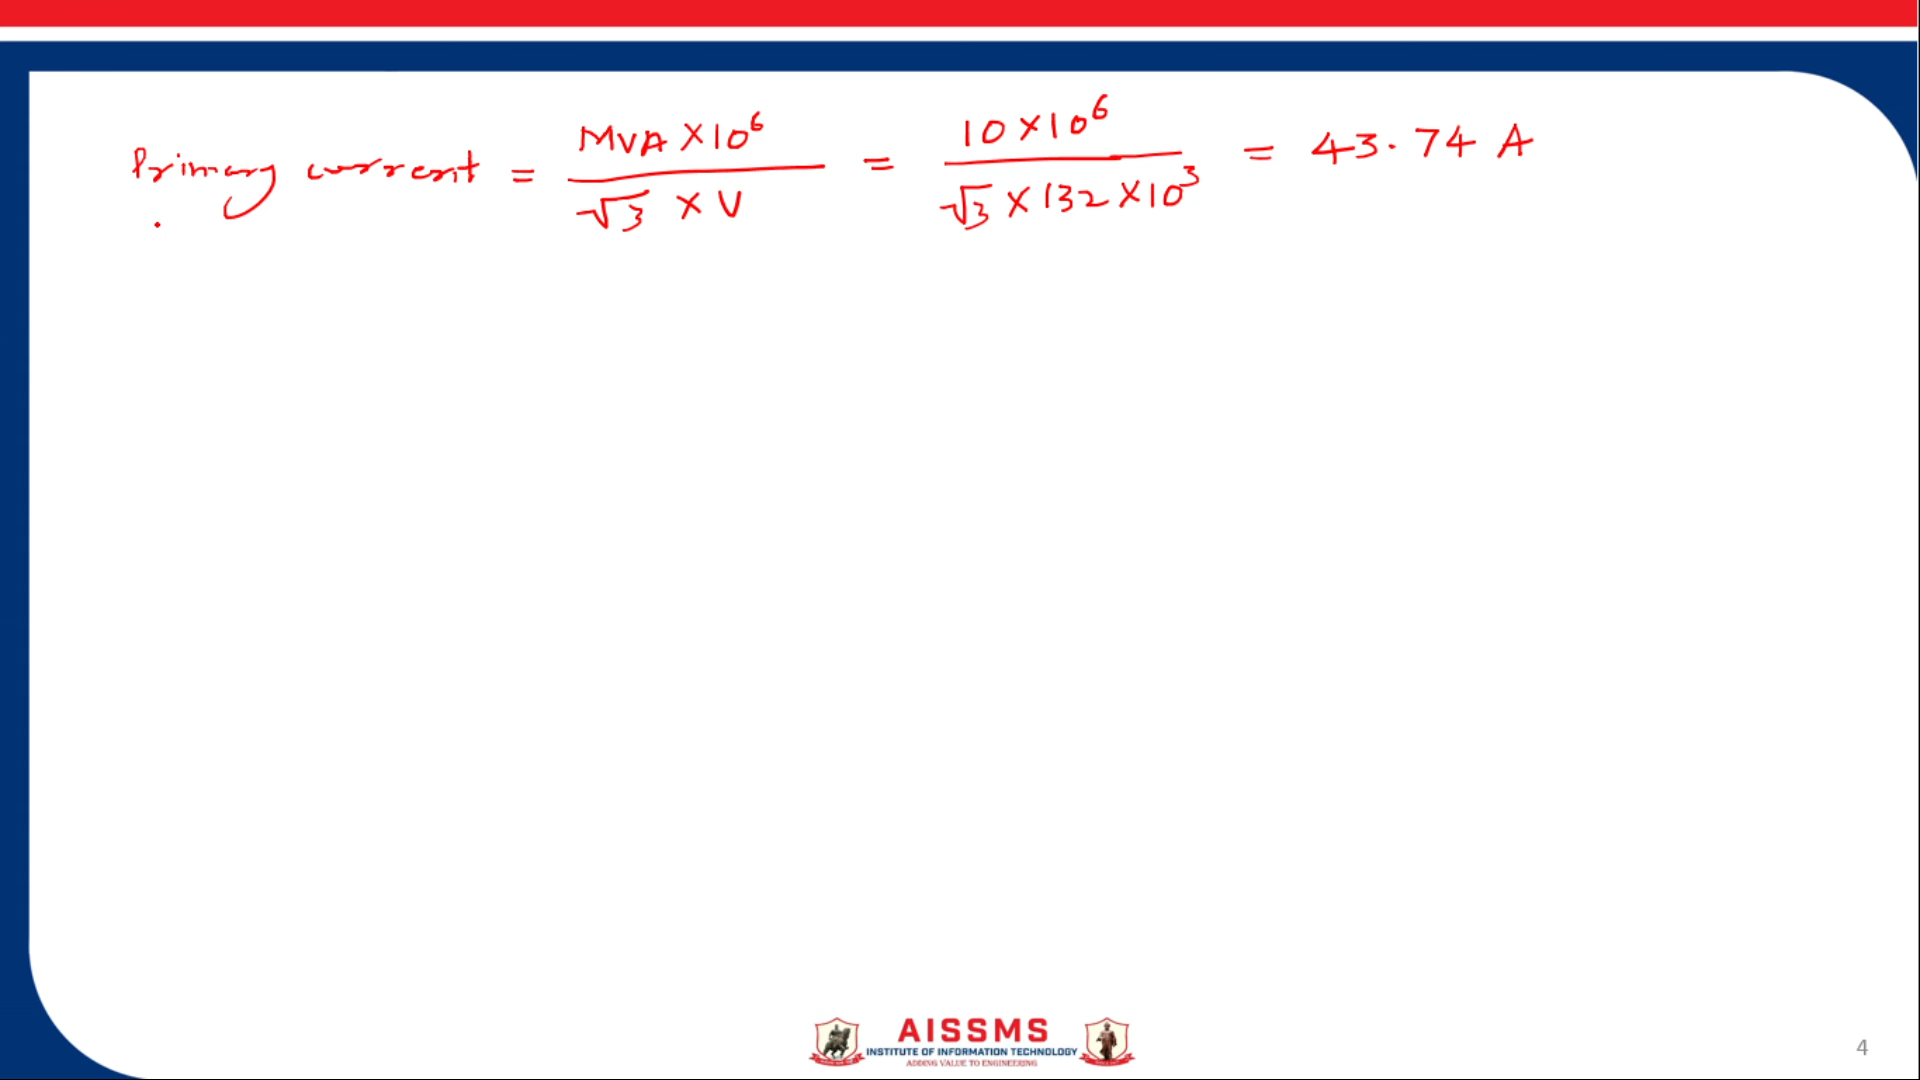 Primary current = MVA × 10⁶ / √3 × V = 10 × 10⁶ / √3 × 132 × 10³ = 43.74 A
AISSMS
INSTITUTE OF INFORMATION TECHNOLOGY
ADDING VALUE TO ENGINEERING
4